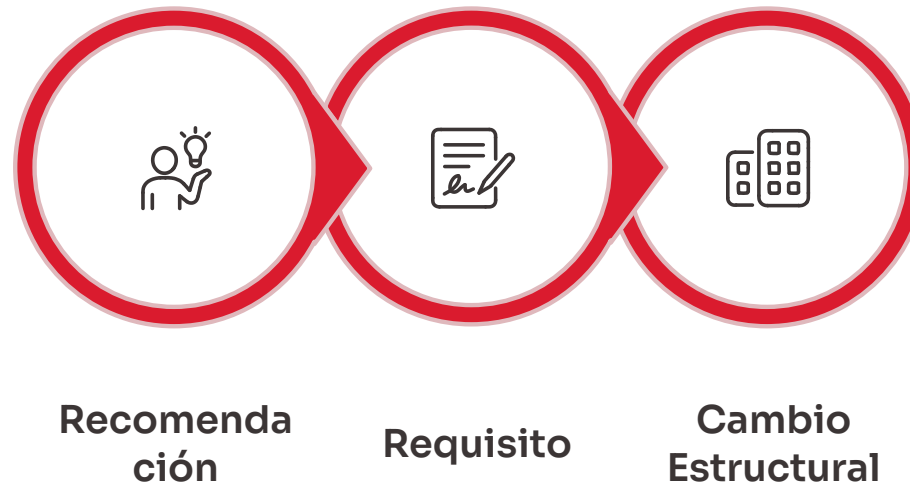 Recomenda
ción
Requisito
Cambio
Estructural